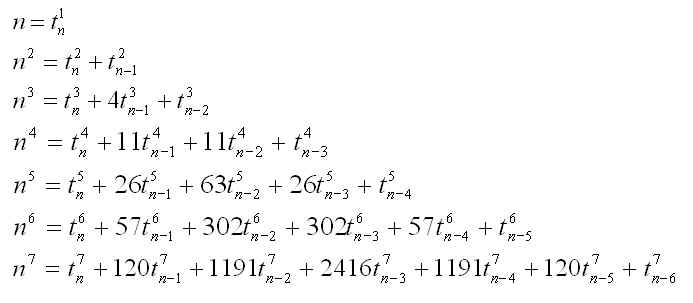 n = t_n^1
n^2 = t_n^2 + t_{n-1}^2
n^3 = t_n^3 + 4t_{n-1}^3 + t_{n-2}^3
n^4 = t_n^4 + 11t_{n-1}^4 + 11t_{n-2}^4 + t_{n-3}^4
n^5 = t_n^5 + 26t_{n-1}^5 + 63t_{n-2}^5 + 26t_{n-3}^5 + t_{n-4}^5
n^6 = t_n^6 + 57t_{n-1}^6 + 302t_{n-2}^6 + 302t_{n-3}^6 + 57t_{n-4}^6 + t_{n-5}^6
n^7 = t_n^7 + 120t_{n-1}^7 + 1191t_{n-2}^7 + 2416t_{n-3}^7 + 1191t_{n-4}^7 + 120t_{n-5}^7 + t_{n-6}^7